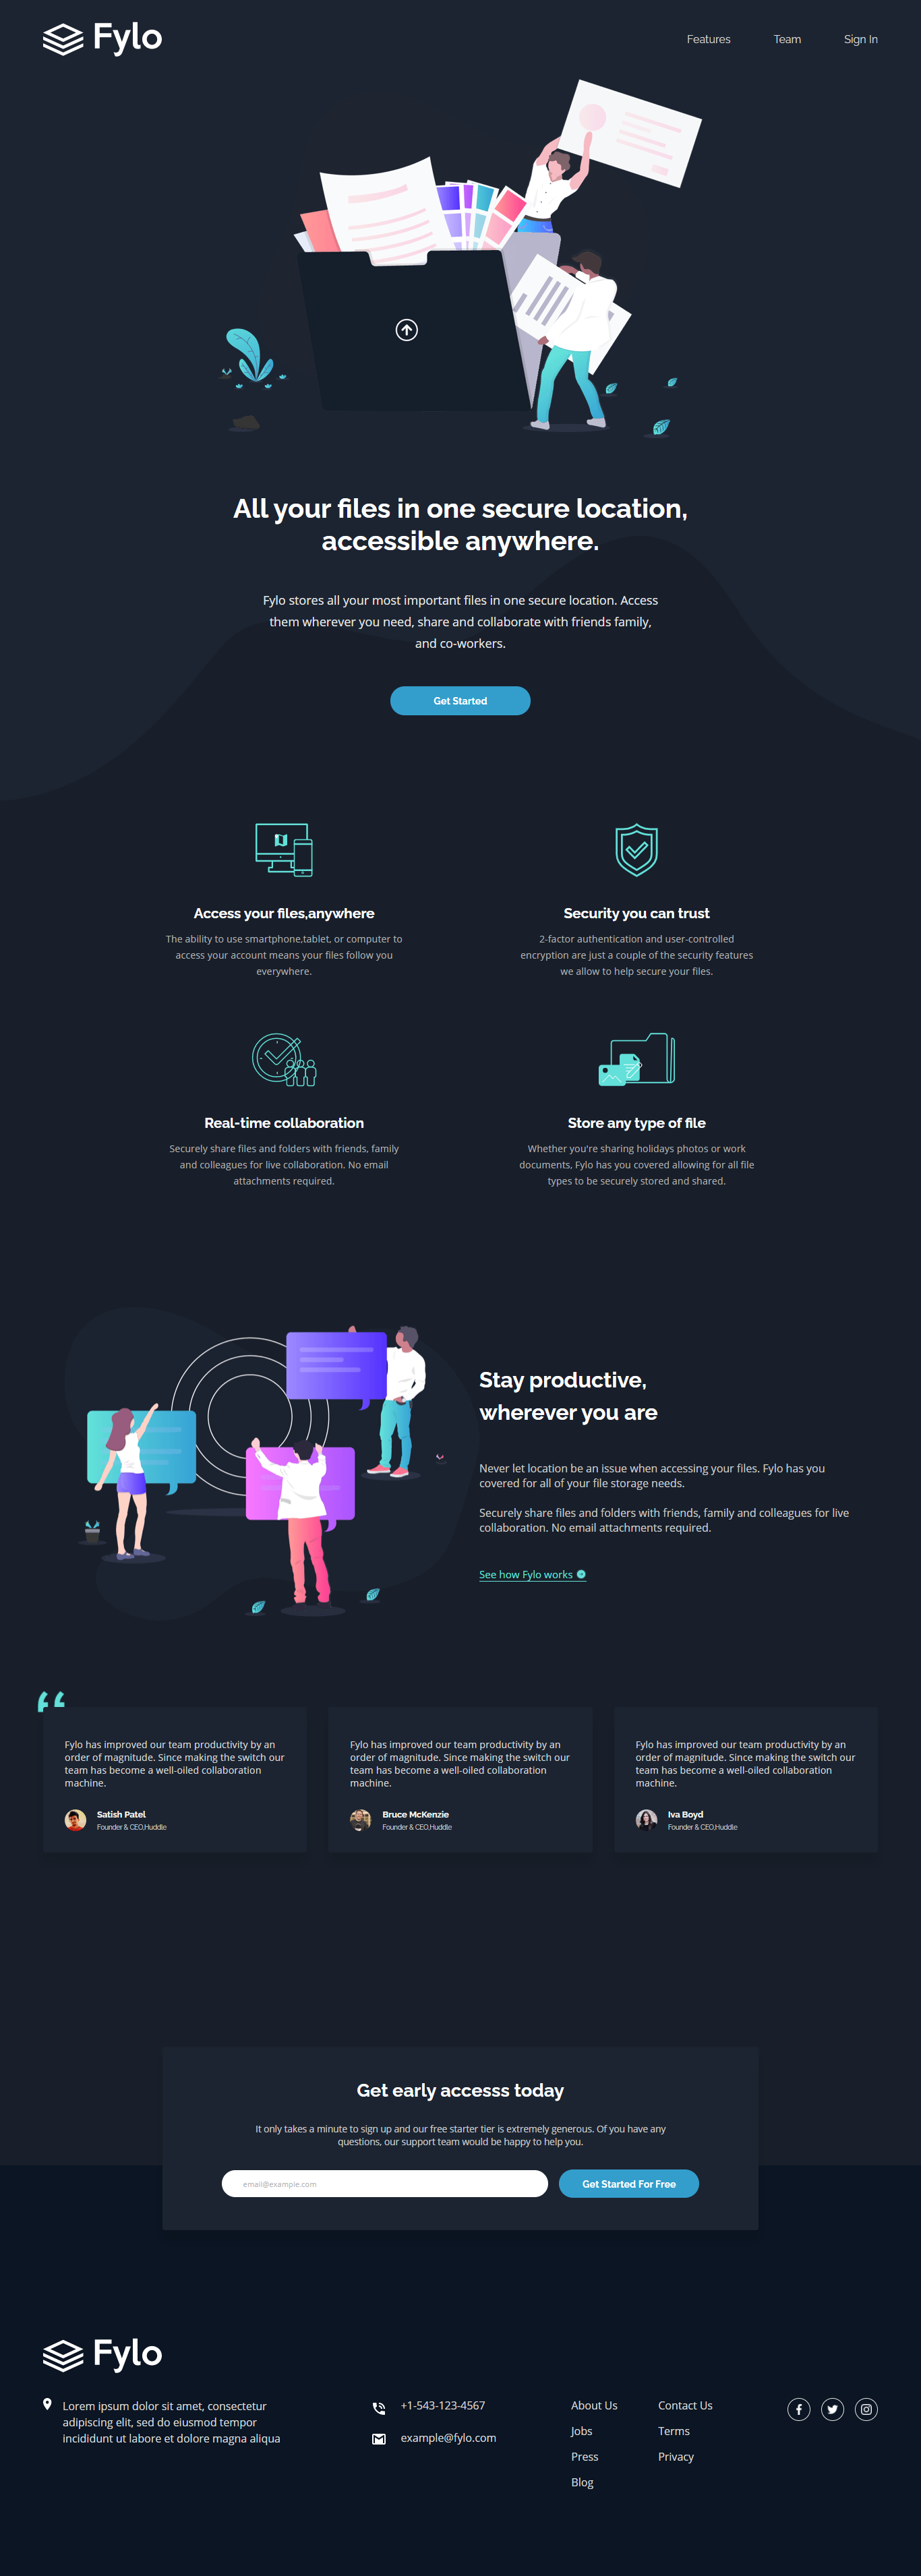 Fylo
Features
Team
Sign In
All your files in one secure location,
accessible anywhere.
Fylo stores all your most important files in one secure location. Access
them wherever you need, share and collaborate with friends family,
and co-workers.
Get Started
Access your files,anywhere
The ability to use smartphone,tablet, or computer to
access your account means your files follow you
everywhere.
Security you can trust
2-factor authentication and user-controlled
encryption are just a couple of the security features
we allow to help secure your files.
Real-time collaboration
Securely share files and folders with friends, family
and colleagues for live collaboration. No email
attachments required.
Store any type of file
Whether you're sharing holidays photos or work
documents, Fylo has you covered allowing for all file
types to be securely stored and shared.
Stay productive,
wherever you are
Never let location be an issue when accessing your files. Fylo has you
covered for all of your file storage needs.
Securely share files and folders with friends, family and colleagues for live
collaboration. No email attachments required.
See how Fylo works
Fylo has improved our team productivity by an
order of magnitude. Since making the switch our
team has become a well-oiled collaboration
machine.
Satish Patel
Founder & CEO,Huddle
Fylo has improved our team productivity by an
order of magnitude. Since making the switch our
team has become a well-oiled collaboration
machine.
Bruce McKenzie
Founder & CEO,Huddle
Fylo has improved our team productivity by an
order of magnitude. Since making the switch our
team has become a well-oiled collaboration
machine.
Iva Boyd
Founder & CEO,Huddle
Get early accesss today
It only takes a minute to sign up and our free starter tier is extremely generous. Of you have any
questions, our support team would be happy to help you.
email@example.com
Get Started For Free
Fylo
Lorem ipsum dolor sit amet, consectetur
adipiscing elit, sed do eiusmod tempor
incididunt ut labore et dolore magna aliqua
+1-543-123-4567
example@fylo.com
About Us
Jobs
Press
Blog
Contact Us
Terms
Privacy